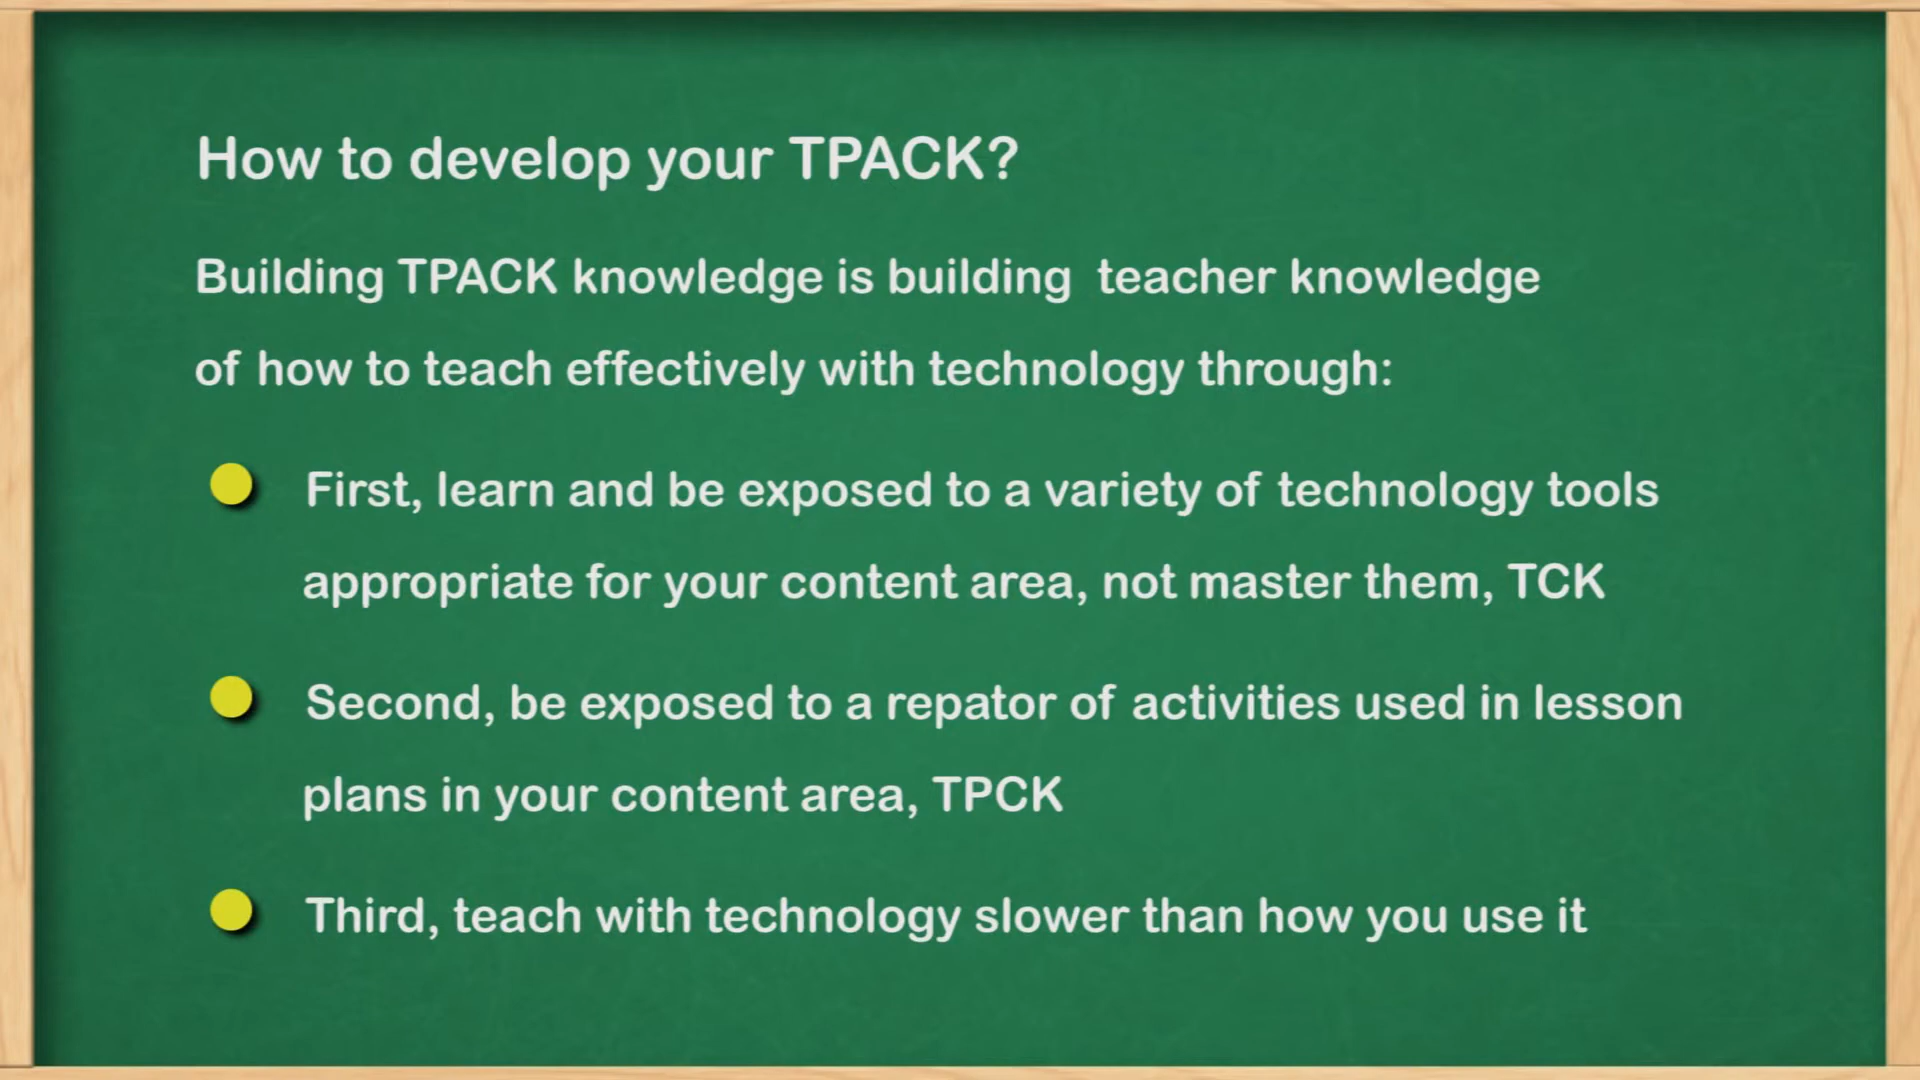 How to develop your TPACK?
Building TPACK knowledge is building teacher knowledge
of how to teach effectively with technology through:
First, learn and be exposed to a variety of technology tools
appropriate for your content area, not master them, TCK
Second, be exposed to a repator of activities used in lesson
plans in your content area, TPCK
Third, teach with technology slower than how you use it